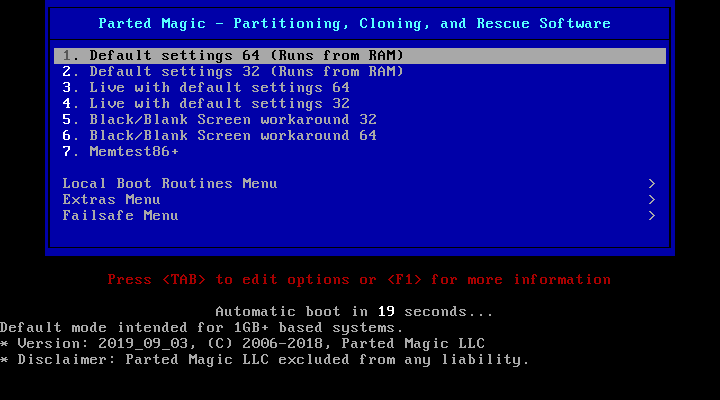 Parted Magic - Partitioning, Cloning, and Rescue Software
1. Default settings 64 (Runs from RAM)
2. Default settings 32 (Runs from RAM)
3. Live with default settings 64
4. Live with default settings 32
5. Black/Blank Screen workaround 32
6. Black/Blank Screen workaround 64
7. Memtest86+
Local Boot Routines Menu >
Extras Menu >
Failsafe Menu >
Press <TAB> to edit options or <F1> for more information
Automatic boot in 19 seconds...
Default mode intended for 1GB+ based systems.
* Version: 2019_09_03, (C) 2006-2018, Parted Magic LLC
* Disclaimer: Parted Magic LLC excluded from any liability.